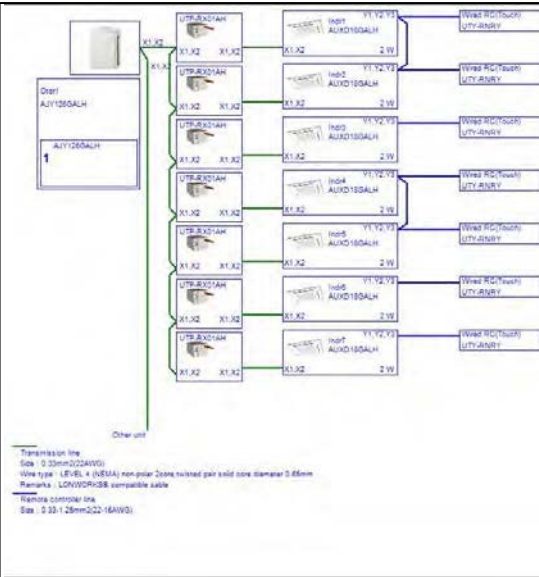 X1,X2
X1,X2
Otdr1
AJY126GALH
AJY126GALH
1
UTP-RX01AH
X1,X2 X1,X2
Indr1
AUXD18GALH
Y1,Y2,Y3
X1,X2 2 W
Wired RC(Touch)
UTY-RNRY
UTP-RX01AH
X1,X2 X1,X2
Indr2
AUXD18GALH
Y1,Y2,Y3
X1,X2 2 W
Wired RC(Touch)
UTY-RNRY
UTP-RX01AH
X1,X2 X1,X2
Indr3
AUXD18GALH
Y1,Y2,Y3
X1,X2 2 W
Wired RC(Touch)
UTY-RNRY
UTP-RX01AH
X1,X2 X1,X2
Indr4
AUXD18GALH
Y1,Y2,Y3
X1,X2 2 W
Wired RC(Touch)
UTY-RNRY
UTP-RX01AH
X1,X2 X1,X2
Indr5
AUXD18GALH
Y1,Y2,Y3
X1,X2 2 W
Wired RC(Touch)
UTY-RNRY
UTP-RX01AH
X1,X2 X1,X2
Indr6
AUXD18GALH
Y1,Y2,Y3
X1,X2 2 W
Wired RC(Touch)
UTY-RNRY
UTP-RX01AH
X1,X2 X1,X2
Indr7
AUXD18GALH
Y1,Y2,Y3
X1,X2 2 W
Wired RC(Touch)
UTY-RNRY
Other unit
Transmission line
Size : 0.33mm2(22AWG)
Wire type : LEVEL 4 (NEMA) non-polar 2core, twisted pair solid core diameter 0.65mm
Remarks : LONWORKS® compatible cable
Remote controller line
Size : 0.33-1.25mm2(22-16AWG)